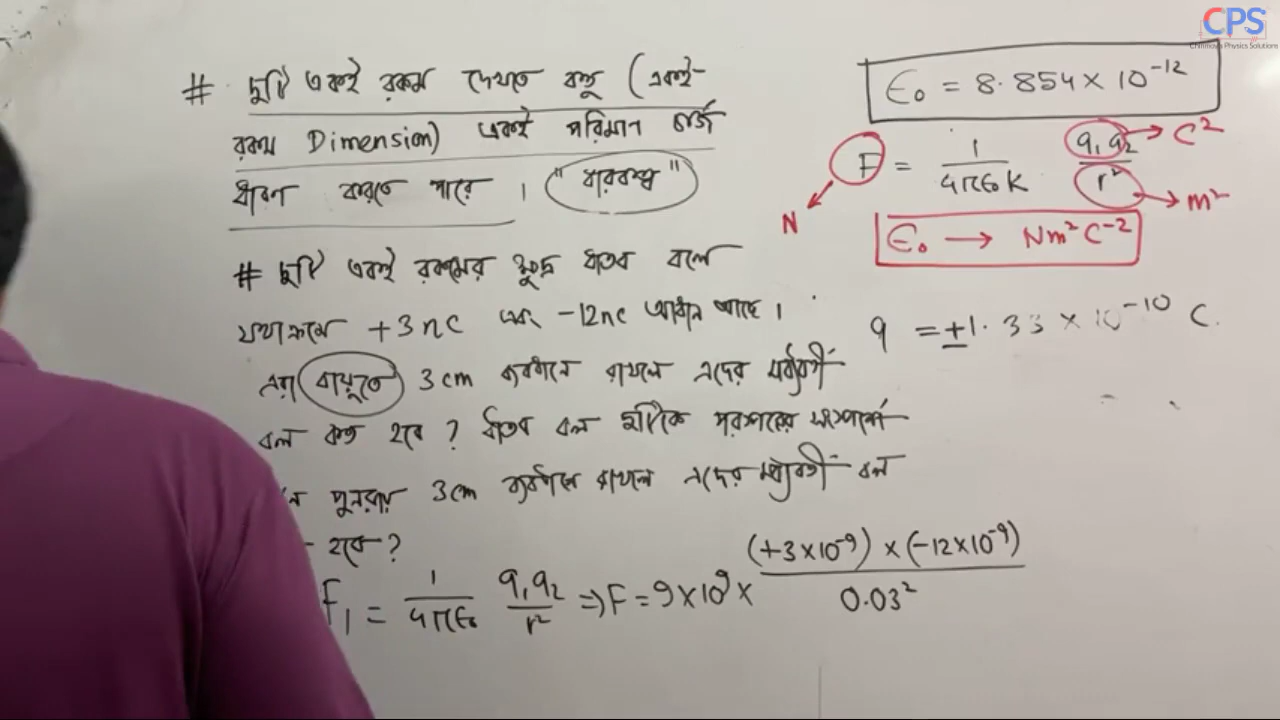 CPS
Chinmoy's Physics Solutions
# দুটি একই রকম দেখতে বস্তু (একই
রকম Dimension) একই পরিমান চার্জ
ধারণ করতে পারে । "ধারকত্ব"
# দুটি একই রকমের ক্ষুদ্র ধাতব বলে
যথাক্রমে +3nc এবং -12nc আধান আছে ।
এরা বায়ুতে 3cm ব্যবধানে রাখলে এদের মধ্যবর্তী
বল কত হবে ? ধাতব বল দুটিকে পরস্পরের সংস্পর্শে
পুনরায় 3cm ব্যবধানে রাখলে এদের মধ্যবর্তী বল
হবে ?
F₁ = 1/4πϵ₀ q₁q₂/r² ⇒ F = 9×10⁹ × (+3×10⁻⁹) × (-12×10⁻⁹)/0.03²
ϵ₀ = 8.854×10⁻¹²
F = 1/4πϵ₀K q₁q₂/r²
C²
N
m²
ϵ₀ → Nm²C⁻²
q = ±1.33 × 10⁻¹⁰ C.